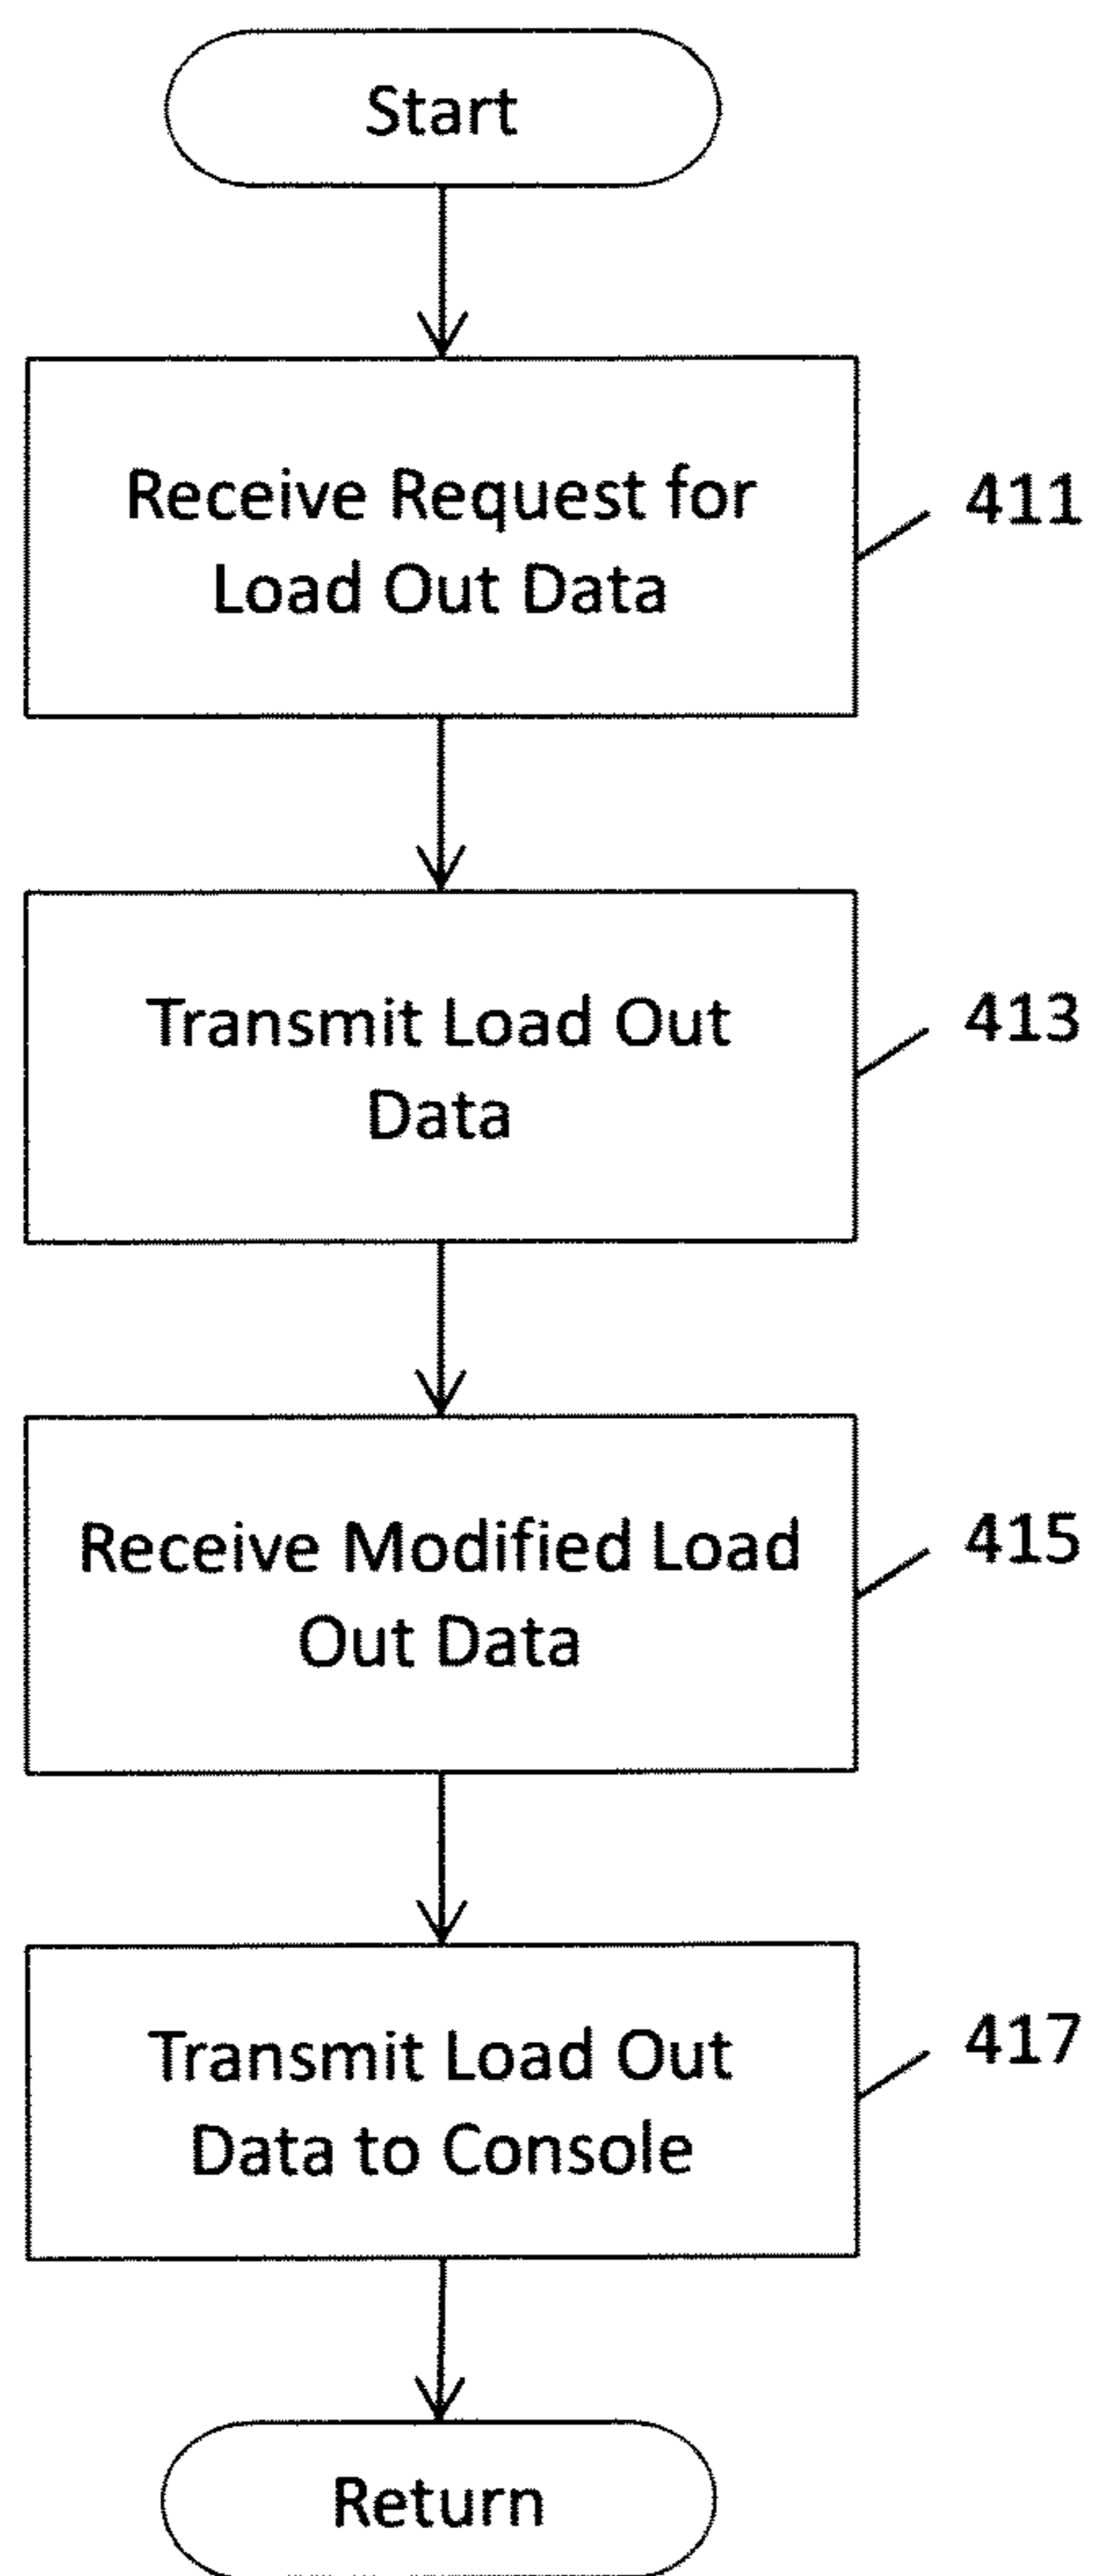 Start
Receive Request for
Load Out Data
411
Transmit Load Out
Data
413
Receive Modified Load
Out Data
415
Transmit Load Out
Data to Console
417
Return